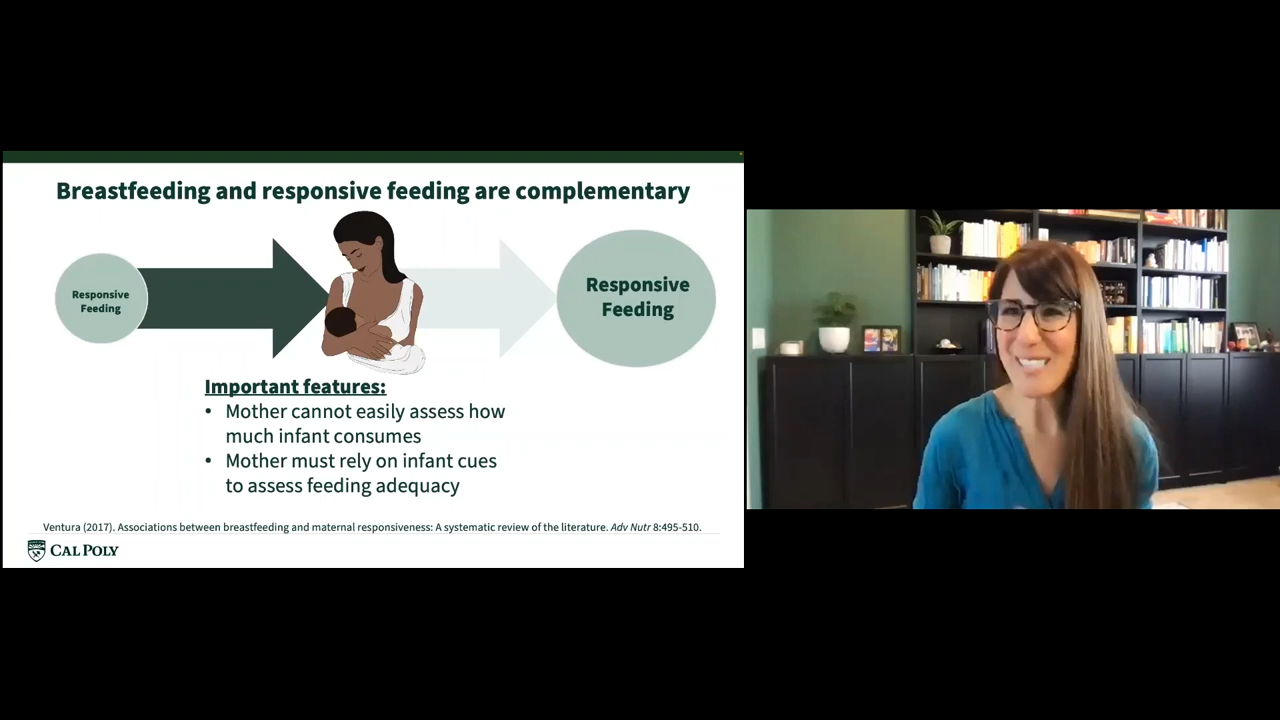 Breastfeeding and responsive feeding are complementary
Responsive
Feeding
Responsive
Feeding
Important features:
• Mother cannot easily assess how
much infant consumes
• Mother must rely on infant cues
to assess feeding adequacy
Ventura (2017). Associations between breastfeeding and maternal responsiveness: A systematic review of the literature. Adv Nutr 8:495-510.
CAL POLY